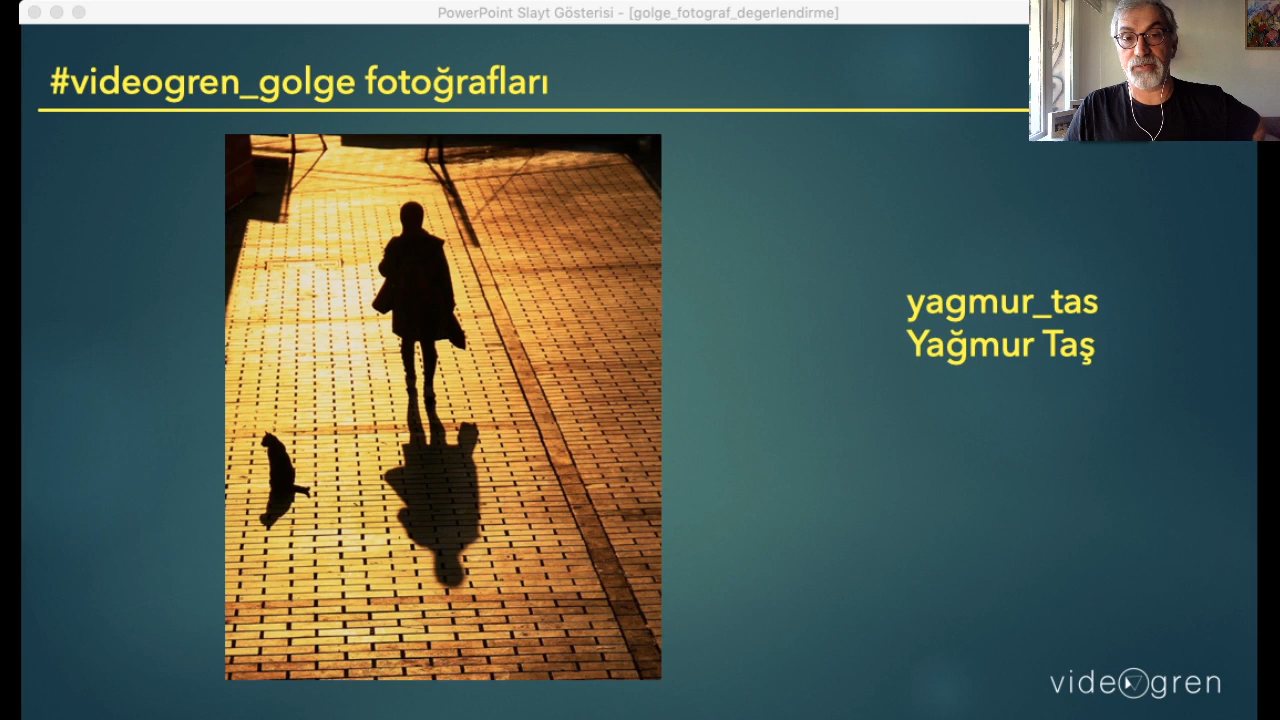 PowerPoint Slayt Gösterisi - [golge_fotograf_degerlendirme]
#videogren_golge fotoğrafları
yagmur_tas
Yağmur Taş
videogren